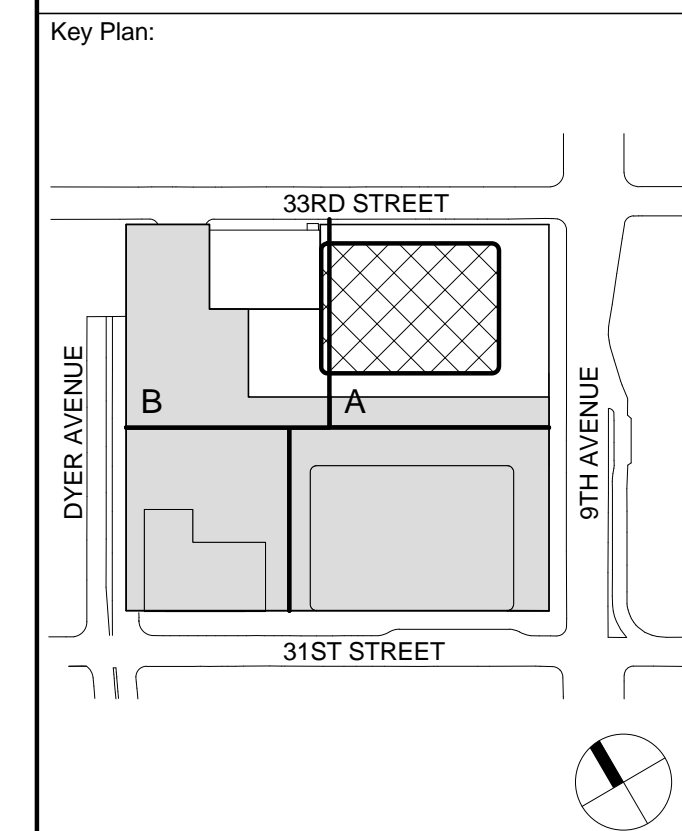 Key Plan:
33RD STREET
DYER AVENUE
B
A
9TH AVENUE
31ST STREET